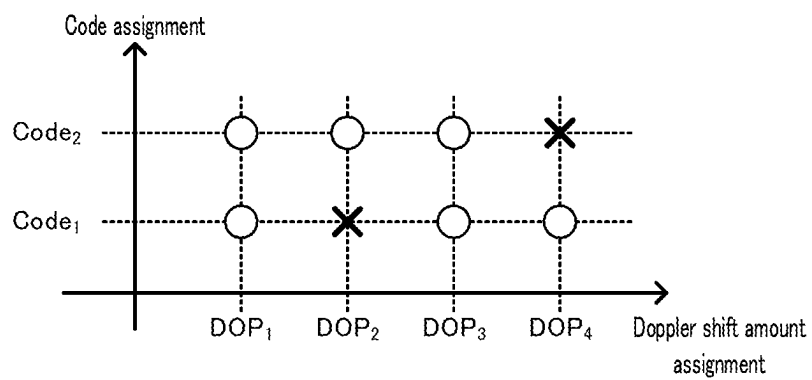 Code assignment
Code₂
Code₁
DOP₁ DOP₂ DOP₃ DOP₄ Doppler shift amount
assignment